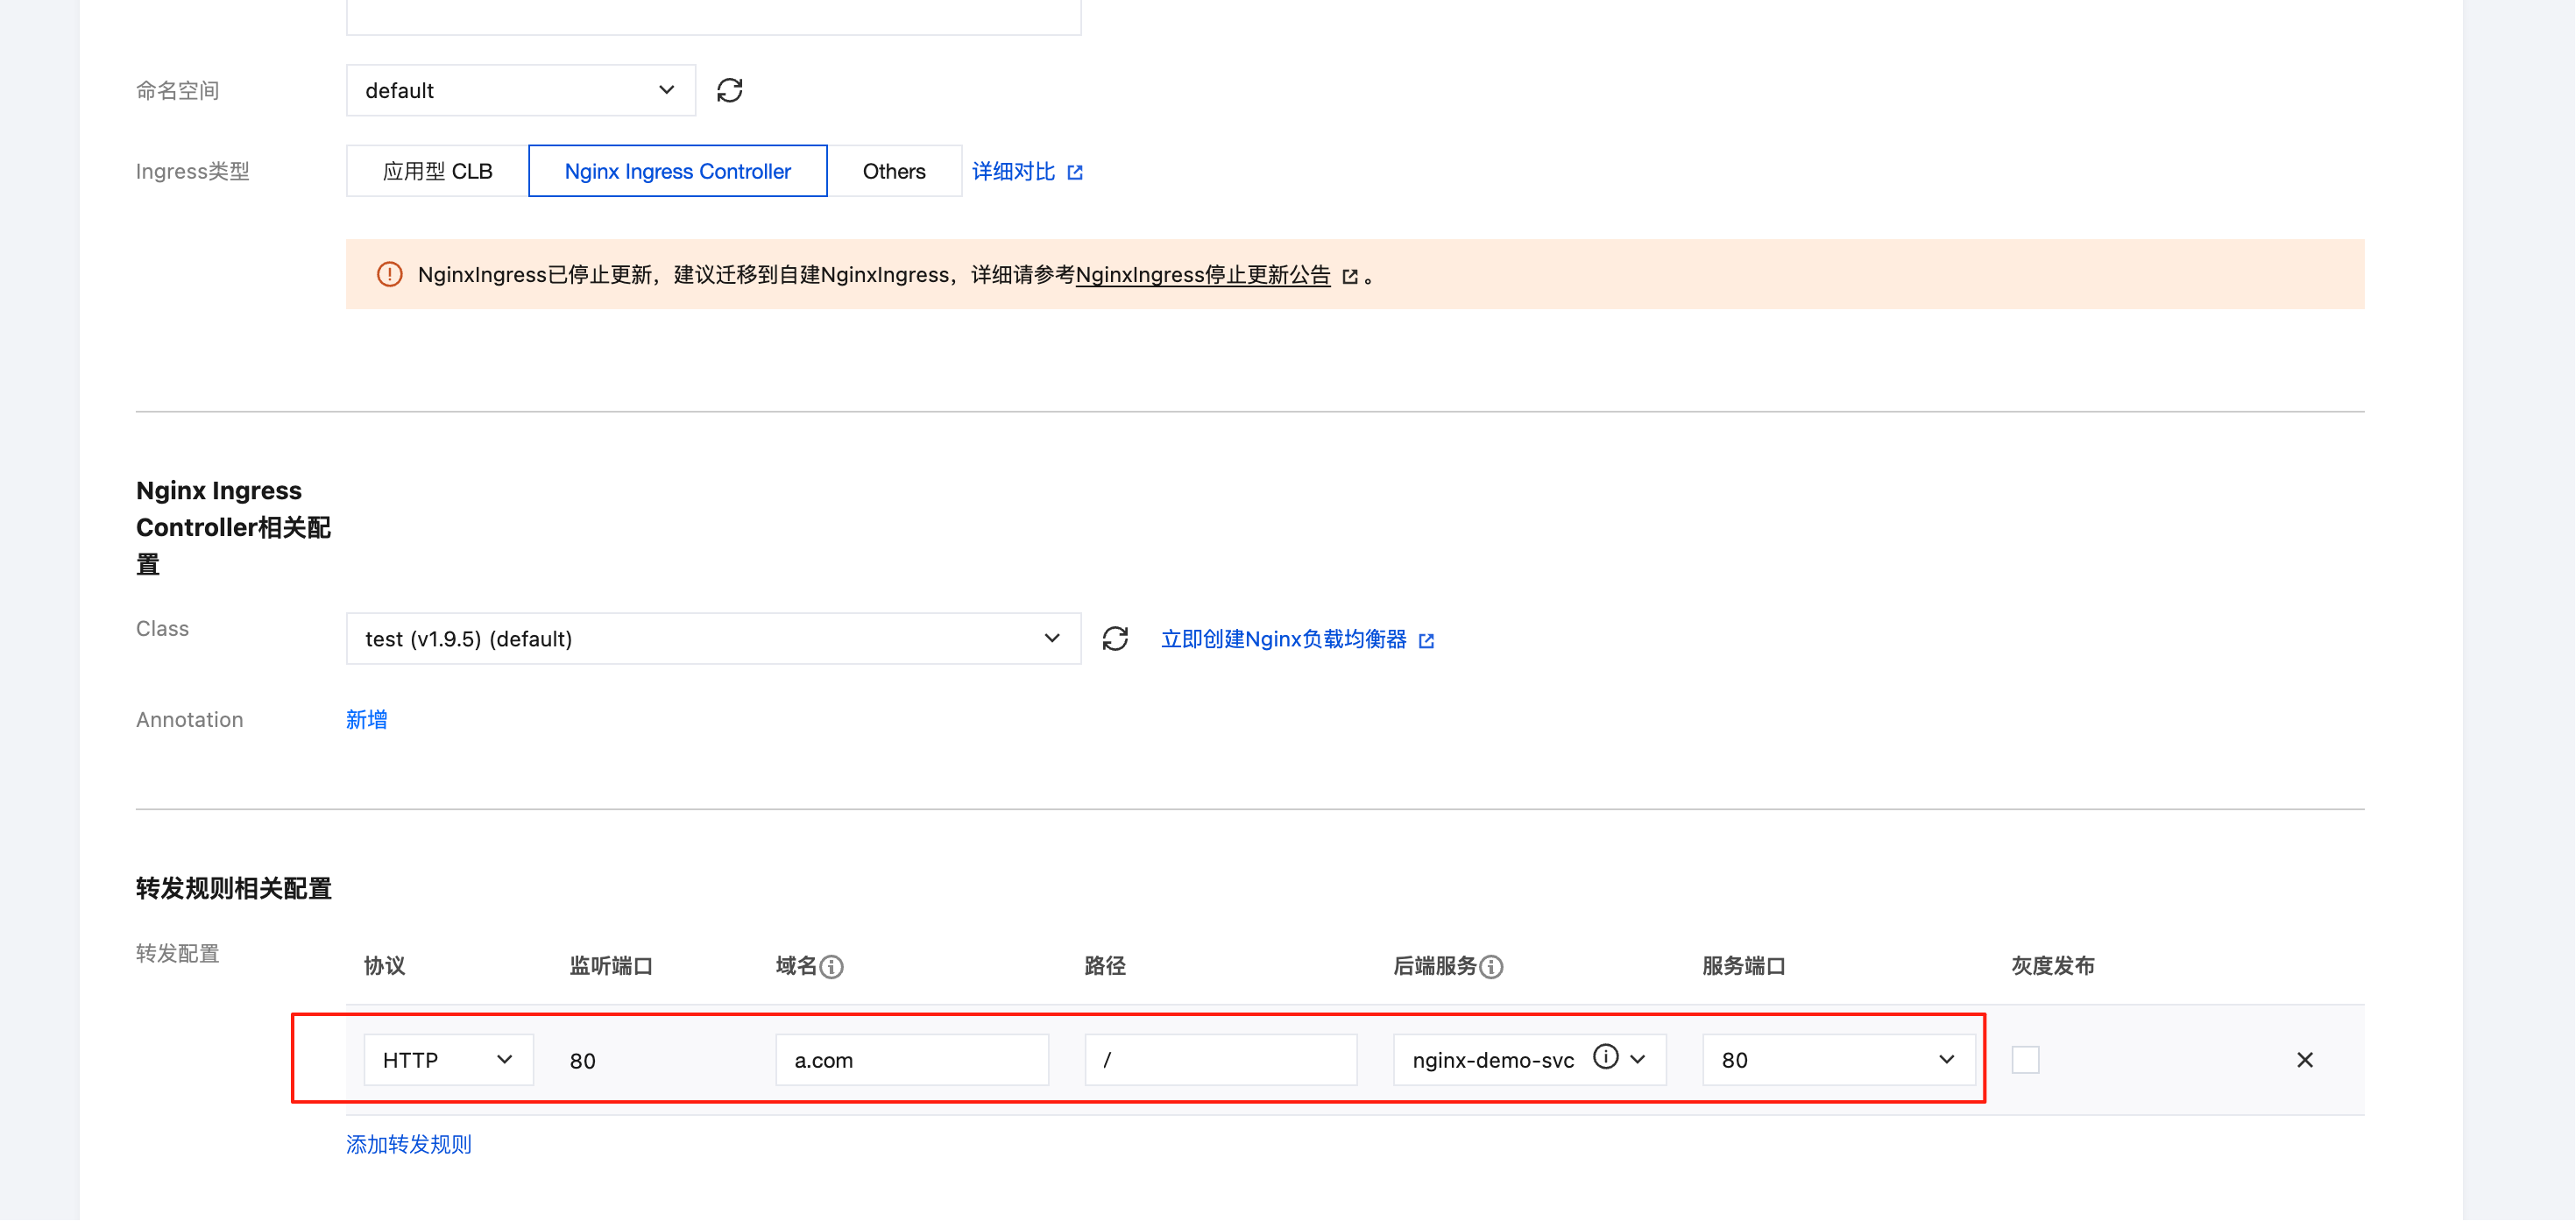 命名空间
default
Ingress类型
应用型 CLB
Nginx Ingress Controller
Others
详细对比
NginxIngress已停止更新，建议迁移到自建NginxIngress，详细请参考NginxIngress停止更新公告 。
Nginx Ingress
Controller相关配
置
Class
test (v1.9.5) (default)
立即创建Nginx负载均衡器
Annotation
新增
转发规则相关配置
转发配置
协议
监听端口
域名
路径
后端服务
服务端口
灰度发布
HTTP
80
a.com
/
nginx-demo-svc
80
添加转发规则